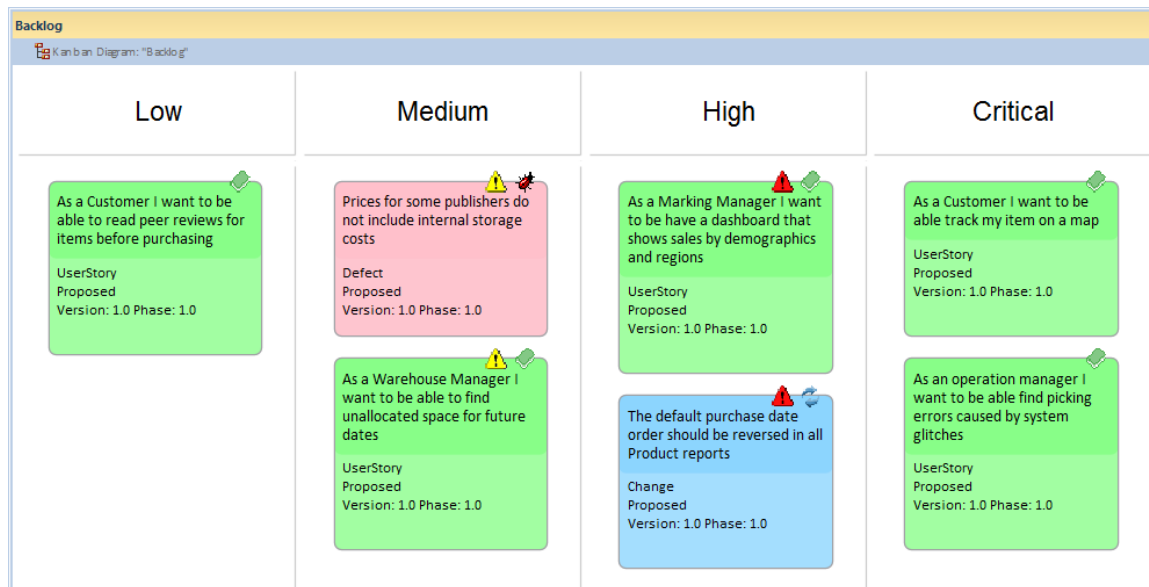 Backlog
Kanban Diagram: "Backlog"
Low
Medium
High
Critical
As a Customer I want to be
able to read peer reviews for
items before purchasing
UserStory
Proposed
Version: 1.0 Phase: 1.0
Prices for some publishers do
not include internal storage
costs
Defect
Proposed
Version: 1.0 Phase: 1.0
As a Warehouse Manager I
want to be able to find
unallocated space for future
dates
UserStory
Proposed
Version: 1.0 Phase: 1.0
As a Marking Manager I want
to be have a dashboard that
shows sales by demographics
and regions
UserStory
Proposed
Version: 1.0 Phase: 1.0
The default purchase date
order should be reversed in all
Product reports
Change
Proposed
Version: 1.0 Phase: 1.0
As a Customer I want to be
able track my item on a map
UserStory
Proposed
Version: 1.0 Phase: 1.0
As an operation manager I
want to be able find picking
errors caused by system
glitches
UserStory
Proposed
Version: 1.0 Phase: 1.0